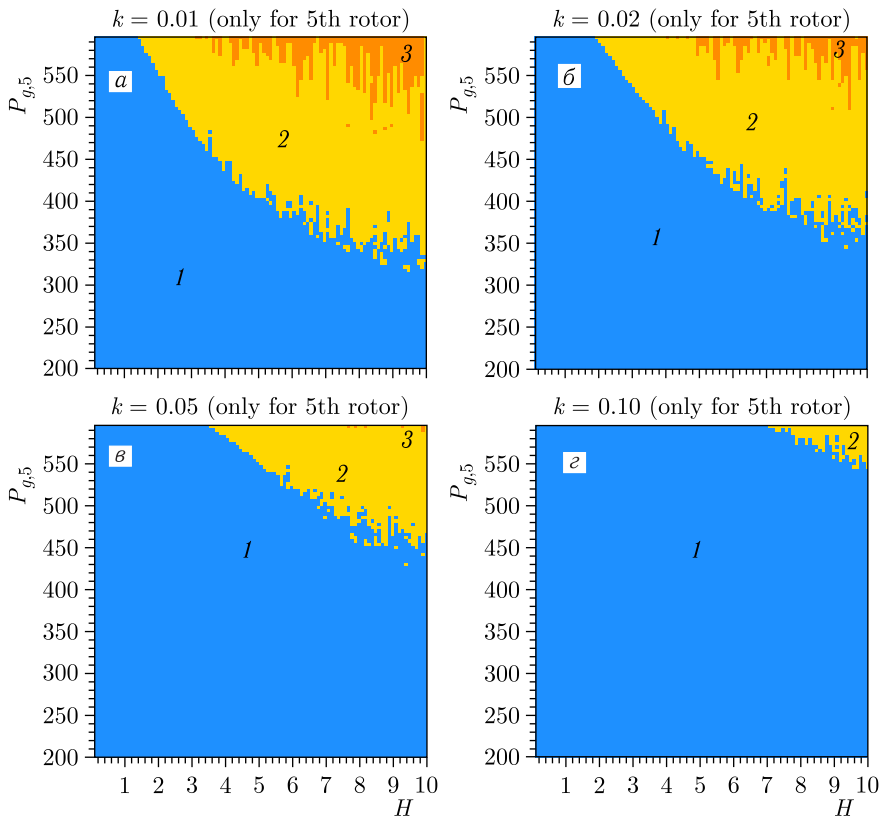 k = 0.01 (only for 5th rotor)
k = 0.02 (only for 5th rotor)
P_{g,5}
550
500
450
400
350
300
250
200
а
1
2
3
P_{g,5}
550
500
450
400
350
300
250
200
б
1
2
3
k = 0.05 (only for 5th rotor)
k = 0.10 (only for 5th rotor)
P_{g,5}
550
500
450
400
350
300
250
200
в
1
2
3
1 2 3 4 5 6 7 8 9 10
H
P_{g,5}
550
500
450
400
350
300
250
200
г
1
2
1 2 3 4 5 6 7 8 9 10
H